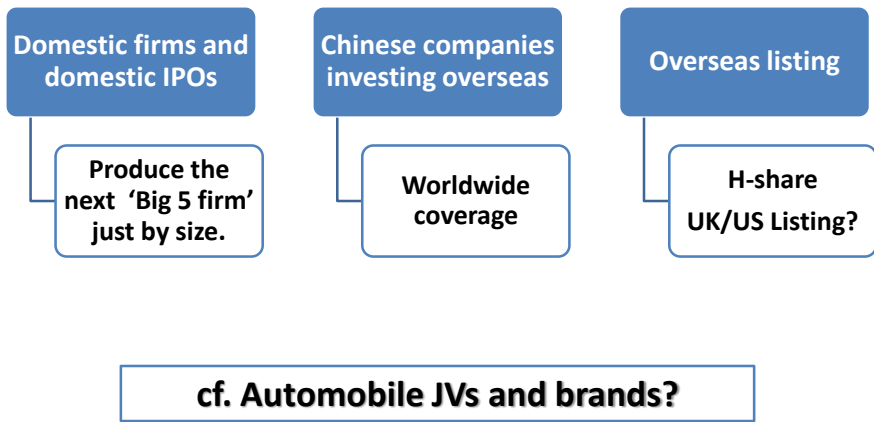 Domestic firms and
domestic IPOs
Produce the
next 'Big 5 firm'
just by size.
Chinese companies
investing overseas
Worldwide
coverage
Overseas listing
H-share
UK/US Listing?
cf. Automobile JVs and brands?